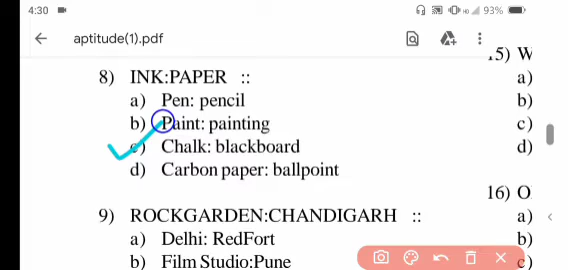 4:30
93%
aptitude(1).pdf
15) W
8) INK:PAPER ::
a)
a) Pen: pencil
b)
b) Paint: painting
c)
c) Chalk: blackboard
d)
d) Carbon paper: ballpoint
16) O
9) ROCKGARDEN:CHANDIGARH ::
a)
a) Delhi: RedFort
b)
b) Film Studio:Pune
c)